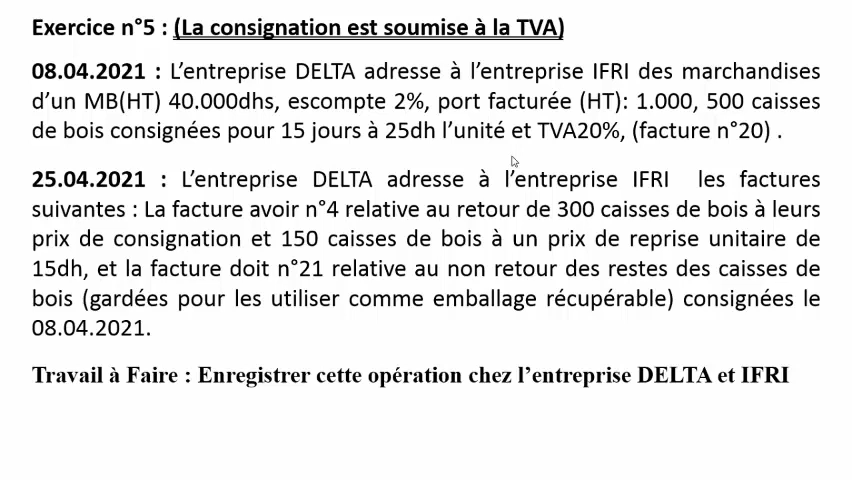 Exercice n°5 : (La consignation est soumise à la TVA)
08.04.2021 : L’entreprise DELTA adresse à l’entreprise IFRI des marchandises
d’un MB(HT) 40.000dhs, escompte 2%, port facturée (HT): 1.000, 500 caisses
de bois consignées pour 15 jours à 25dh l’unité et TVA20%, (facture n°20) .
25.04.2021 : L’entreprise DELTA adresse à l’entreprise IFRI les factures
suivantes : La facture avoir n°4 relative au retour de 300 caisses de bois à leurs
prix de consignation et 150 caisses de bois à un prix de reprise unitaire de
15dh, et la facture doit n°21 relative au non retour des restes des caisses de
bois (gardées pour les utiliser comme emballage récupérable) consignées le
08.04.2021.
Travail à Faire : Enregistrer cette opération chez l’entreprise DELTA et IFRI